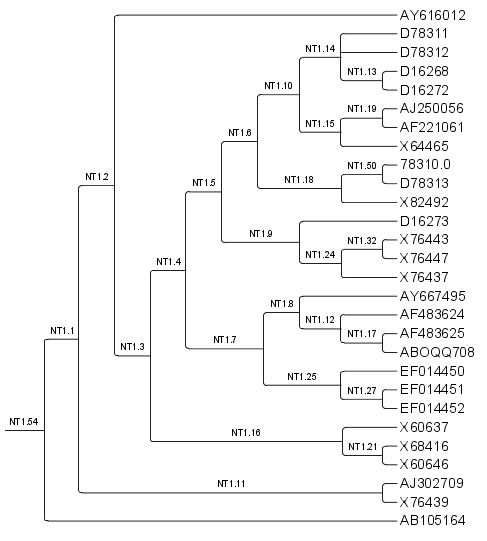 AY616012
D78311
NT1.14
D78312
NT1.13
D16268
NT1.10
D16272
NT1.19
AJ250056
NT1.15
AF221061
NT1.6
X64465
NT1.50
78310.0
NT1.18
D78313
NT1.2
NT1.5
X82492
D16273
NT1.9
NT1.32
X76443
NT1.24
X76447
NT1.4
X76437
AY667495
NT1.8
AF483624
NT1.12
NT1.1
NT1.17
AF483625
NT1.3
NT1.7
ABOQQ708
EF014450
NT1.25
NT1.27
EF014451
EF014452
NT1.54
X60637
NT1.16
NT1.21
X68416
X60646
AJ302709
NT1.11
X76439
AB105164